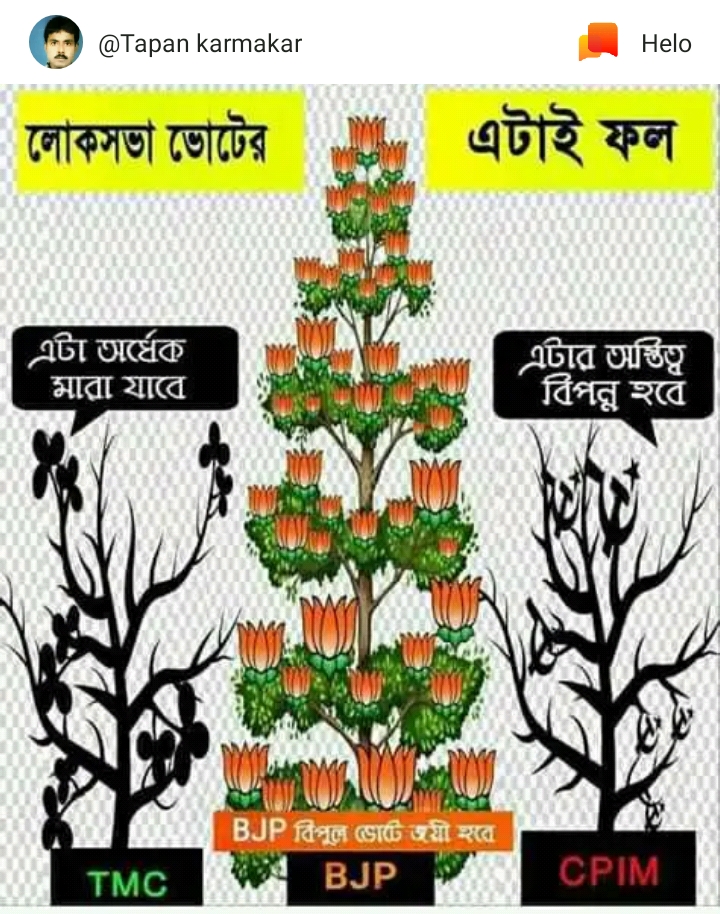 @Tapan karmakar
Helo
লোকসভা ভোটের
এটাই ফল
এটা অর্ধেক
মারা যাবে
এটার অস্তিত্ব
বিপন্ন হবে
BJP বিপুল ভোটে জয়ী হবে
TMC
BJP
CPIM